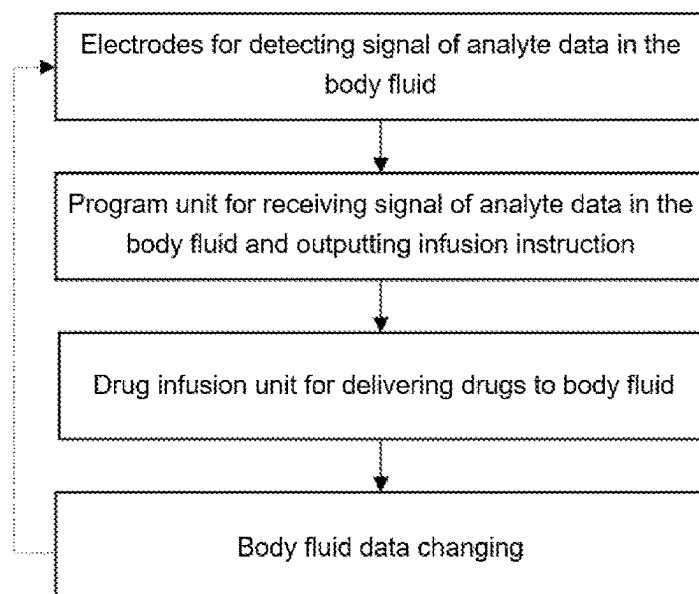 Electrodes for detecting signal of analyte data in the
body fluid
Program unit for receiving signal of analyte data in the
body fluid and outputting infusion instruction
Drug infusion unit for delivering drugs to body fluid
Body fluid data changing